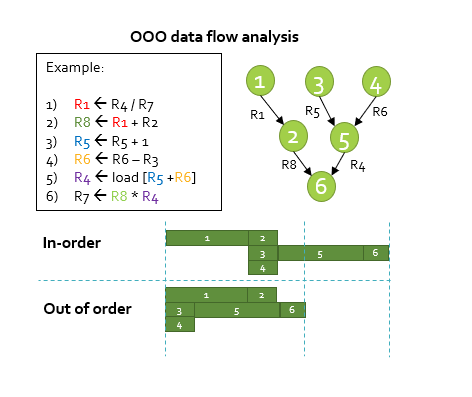 OOO data flow analysis
Example:
1) R1 ← R4 / R7
2) R8 ← R1 + R2
3) R5 ← R5 + 1
4) R6 ← R6 – R3
5) R4 ← load [R5 +R6]
6) R7 ← R8 * R4
1 3 4
R1 R5 R6
2 5
R8 R4
6
In-order
1 2
3 5 6
4
Out of order
1 2
3 5 6
4